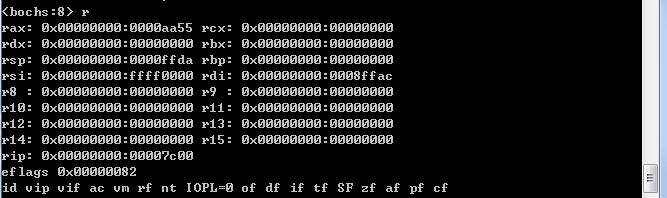 <bochs:8> r
rax: 0x00000000:0000aa55 rcx: 0x00000000:00000000
rdx: 0x00000000:00000000 rbx: 0x00000000:00000000
rsp: 0x00000000:0000ffda rbp: 0x00000000:00000000
rsi: 0x00000000:ffff0000 rdi: 0x00000000:0008ffac
r8 : 0x00000000:00000000 r9 : 0x00000000:00000000
r10: 0x00000000:00000000 r11: 0x00000000:00000000
r12: 0x00000000:00000000 r13: 0x00000000:00000000
r14: 0x00000000:00000000 r15: 0x00000000:00000000
rip: 0x00000000:00007c00
eflags 0x00000082
id vip vif ac vm rf nt IOPL=0 of df if tf SF zf af pf cf